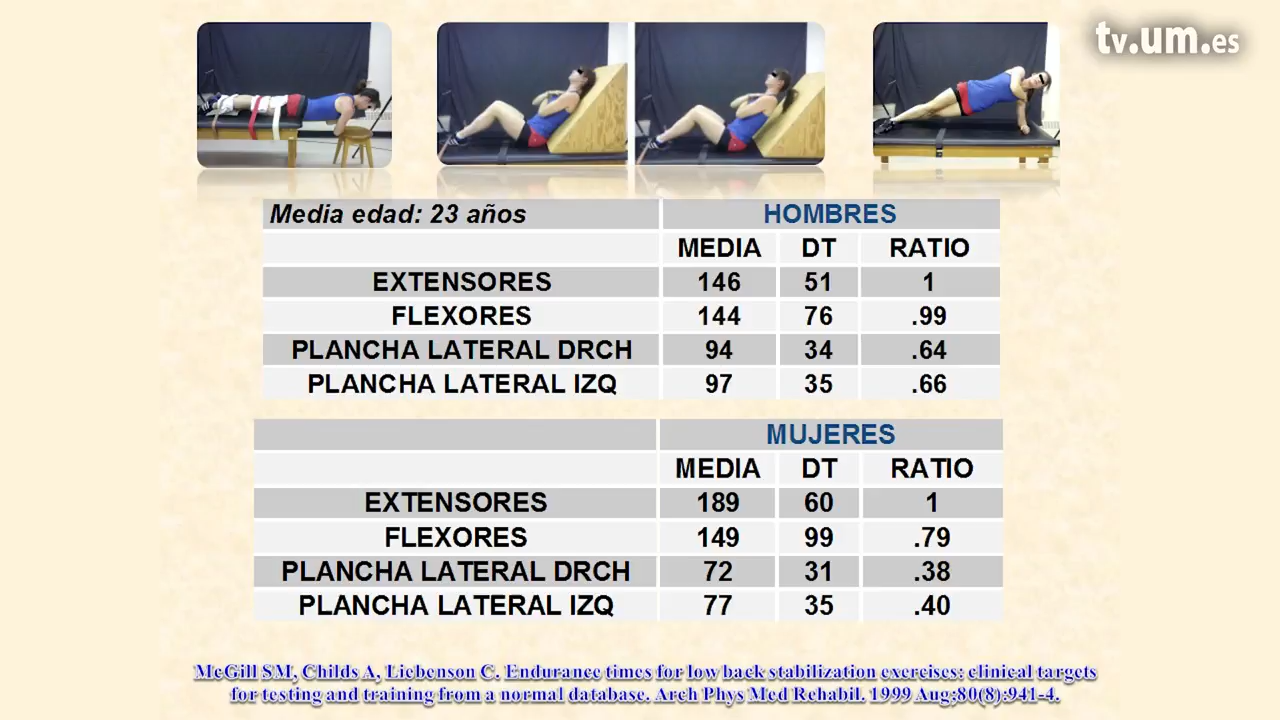 tv.um.es
Media edad: 23 años HOMBRES
MEDIA DT RATIO
EXTENSORES 146 51 1
FLEXORES 144 76 .99
PLANCHA LATERAL DRCH 94 34 .64
PLANCHA LATERAL IZQ 97 35 .66
MUJERES
MEDIA DT RATIO
EXTENSORES 189 60 1
FLEXORES 149 99 .79
PLANCHA LATERAL DRCH 72 31 .38
PLANCHA LATERAL IZQ 77 35 .40
McGill SM, Childs A, Liebenson C. Endurance times for low back stabilization exercises: clinical targets
for testing and training from a normal database. Arch Phys Med Rehabil. 1999 Aug;80(8):941-4.